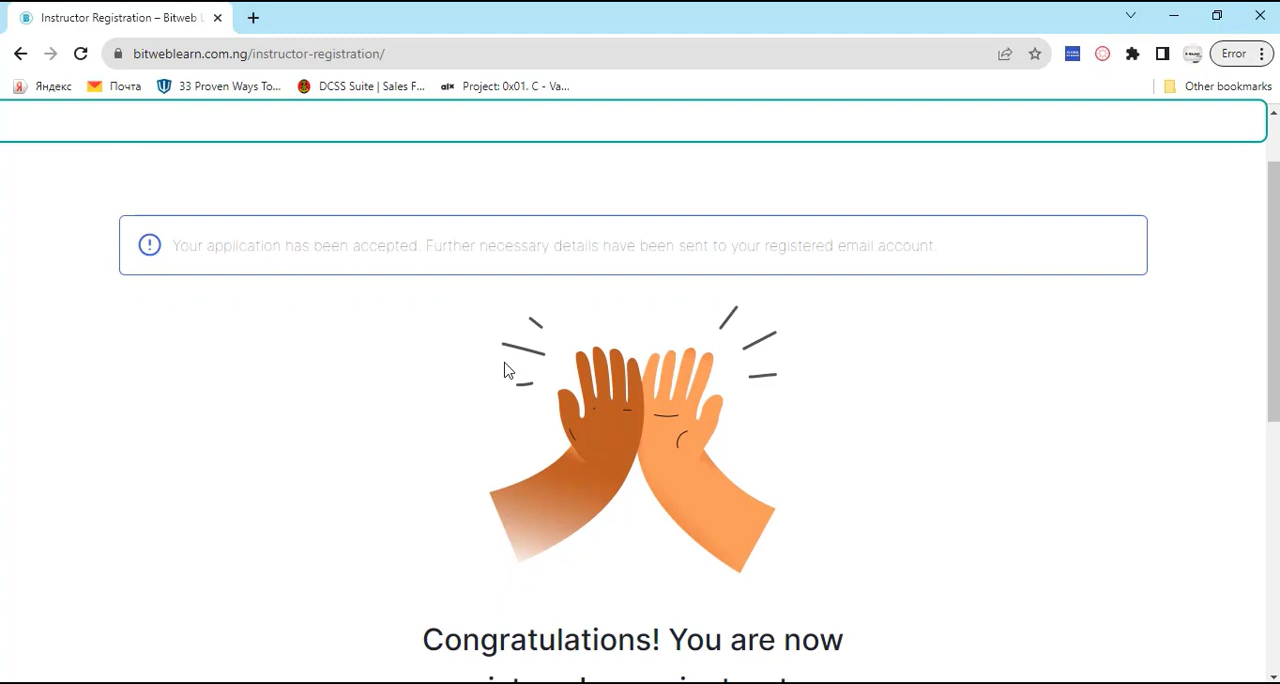 Instructor Registration – Bitweb L
bitweblearn.com.ng/instructor-registration/
Error
Яндекс
Почта
33 Proven Ways To...
DCSS Suite | Sales F...
alx
Project: 0x01. C - Va...
Other bookmarks
Your application has been accepted. Further necessary details have been sent to your registered email account.
Congratulations! You are now